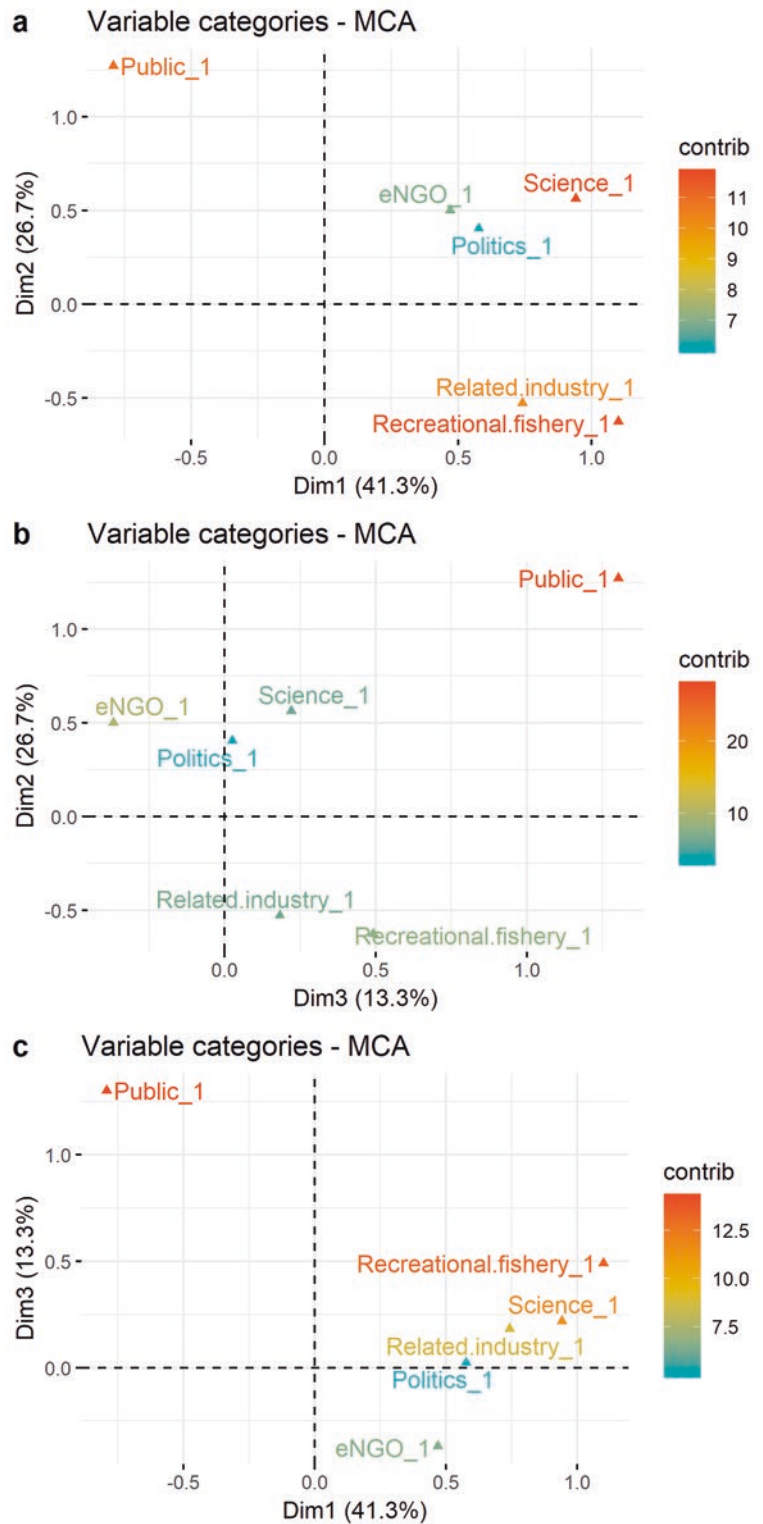 a Variable categories - MCA
Public_1
1.0
contrib
Science_1
eNGO_1
11
0.5
Politics_1
10
Dim2 (26.7%)
9
0.0
8
7
Related.industry_1
-0.5
Recreational.fishery_1
-0.5 0.0 0.5 1.0
Dim1 (41.3%)
b Variable categories - MCA
Public_1
1.0
contrib
Science_1
eNGO_1
0.5
20
Politics_1
Dim2 (26.7%)
10
0.0
Related.industry_1
-0.5
Recreational.fishery_1
0.0 0.5 1.0
Dim3 (13.3%)
c Variable categories - MCA
Public_1
1.0
contrib
12.5
Dim3 (13.3%)
0.5
Recreational.fishery_1
10.0
Science_1
7.5
Related.industry_1
0.0
Politics_1
eNGO_1
-0.5 0.0 0.5 1.0
Dim1 (41.3%)